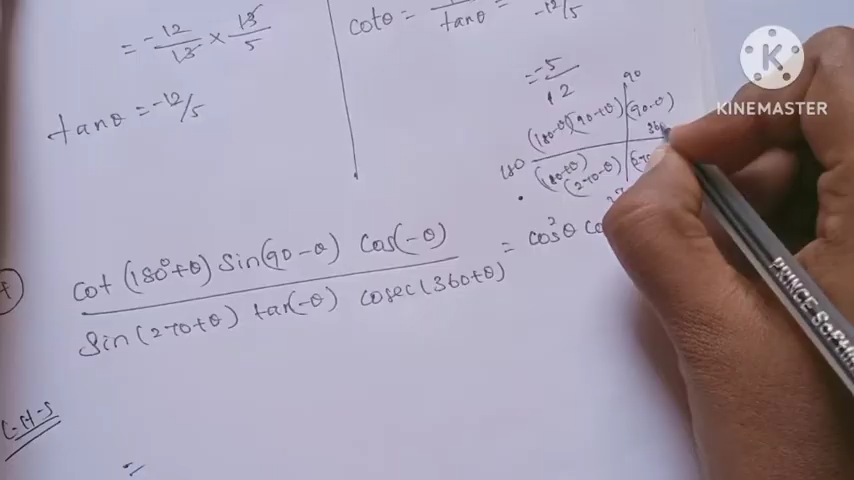 = -12/13 × 13/5
cotθ = 1/tanθ = -12/5
= -5/12
tanθ = -12/5
90
(180-θ) (90+θ) (90-θ)
360
180
(180+θ) (270-θ)
cot (180°+θ) sin(90-θ) cos(-θ)
= cos²θ
sin(270+θ) tan(-θ) cosec(360+θ)
L.H.S
=
K
KINEMASTER
PRINCE